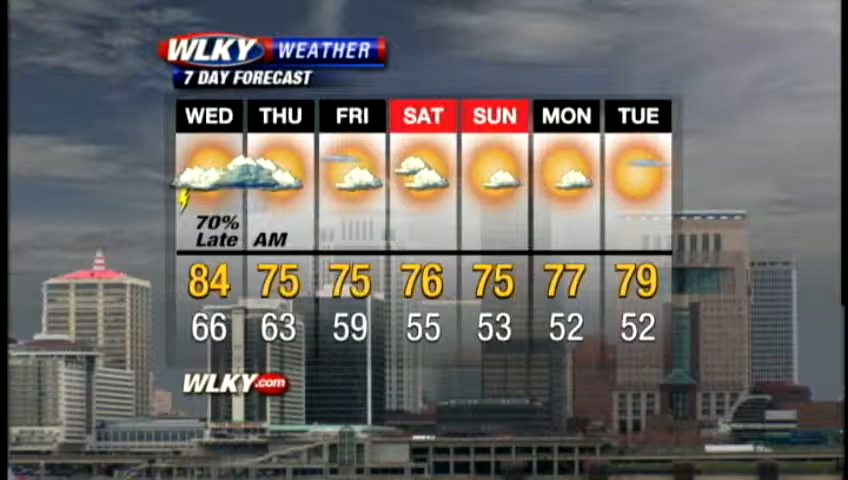 WLKY WEATHER
7 DAY FORECAST
WED THU FRI SAT SUN MON TUE
70%
Late AM
84 75 75 76 75 77 79
66 63 59 55 53 52 52
WLKY.com